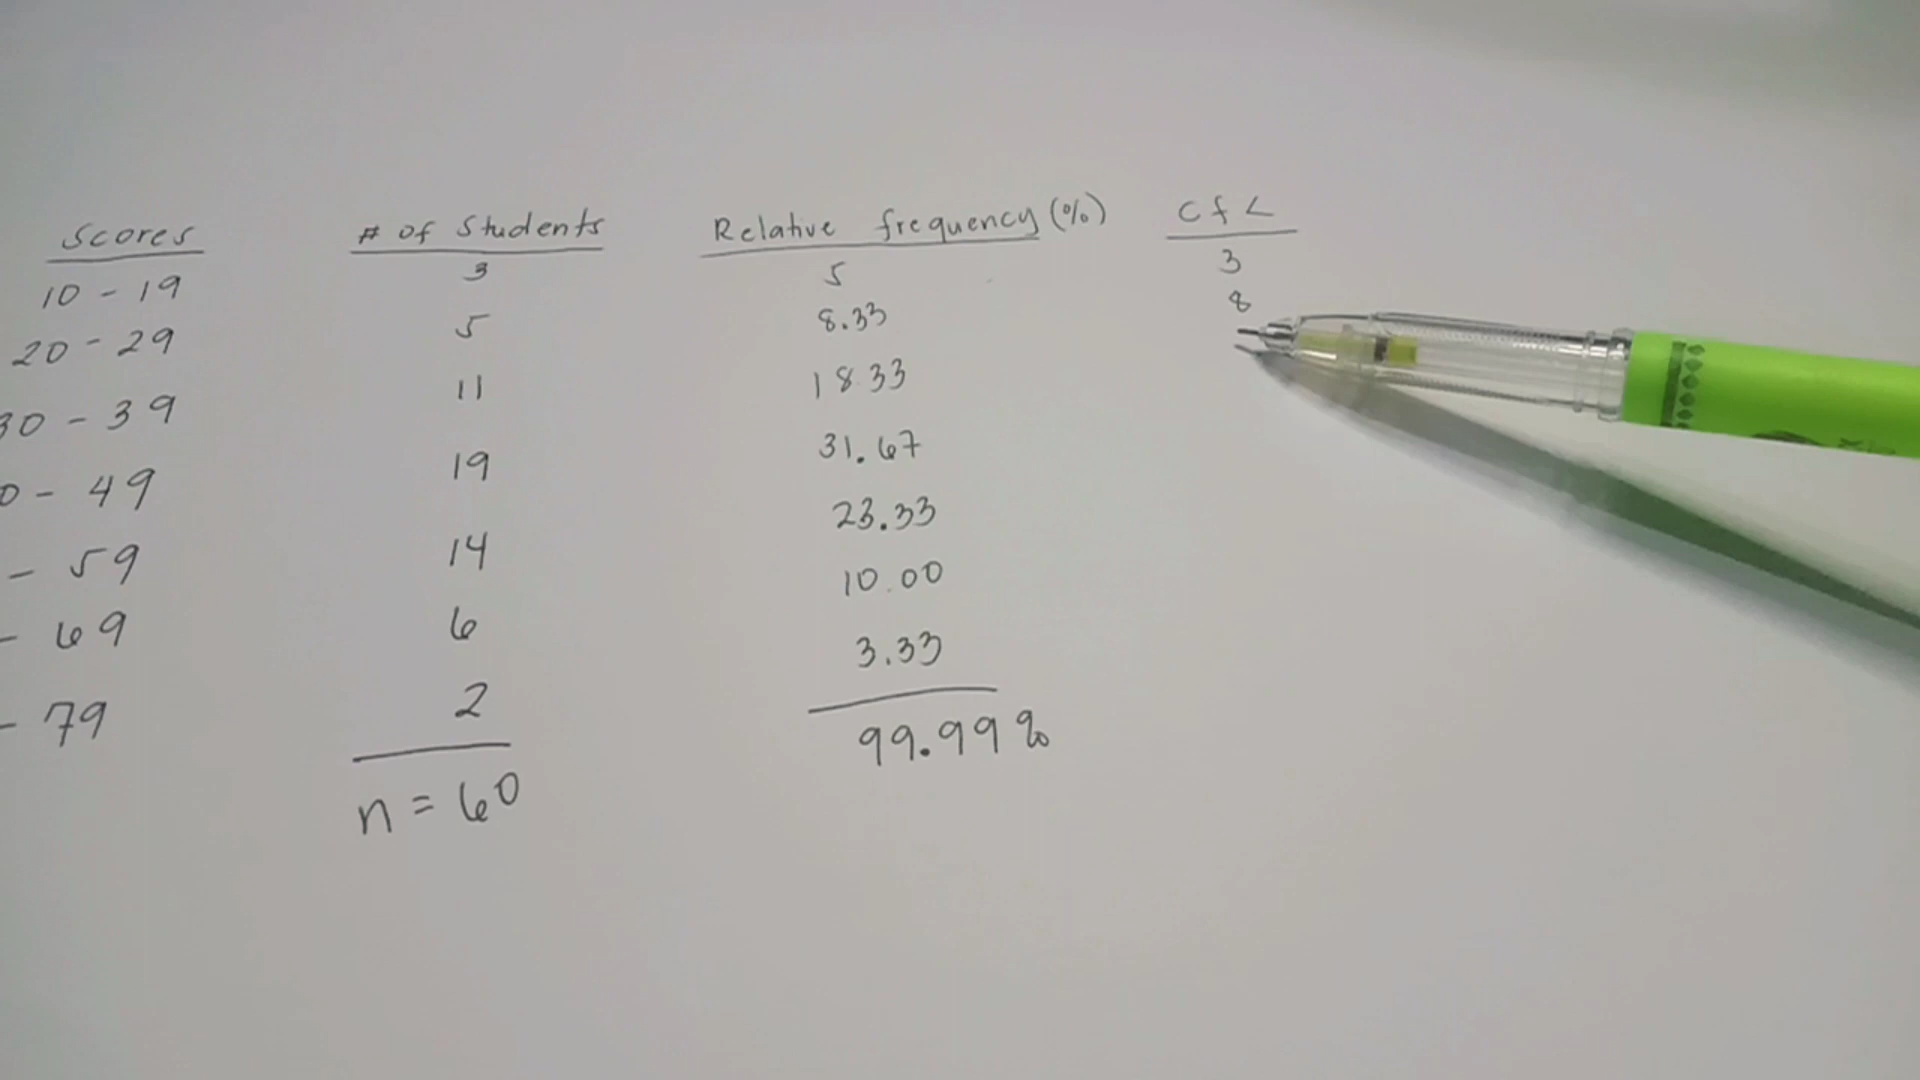 Scores # of Students Relative frequency (%) cf<
10 - 19 3 5 3
20 - 29 5 8.33 8
30 - 39 11 18.33
0 - 49 19 31.67
- 59 14 23.33
- 69 6 10.00
- 79 2 3.33
n = 60 99.99%